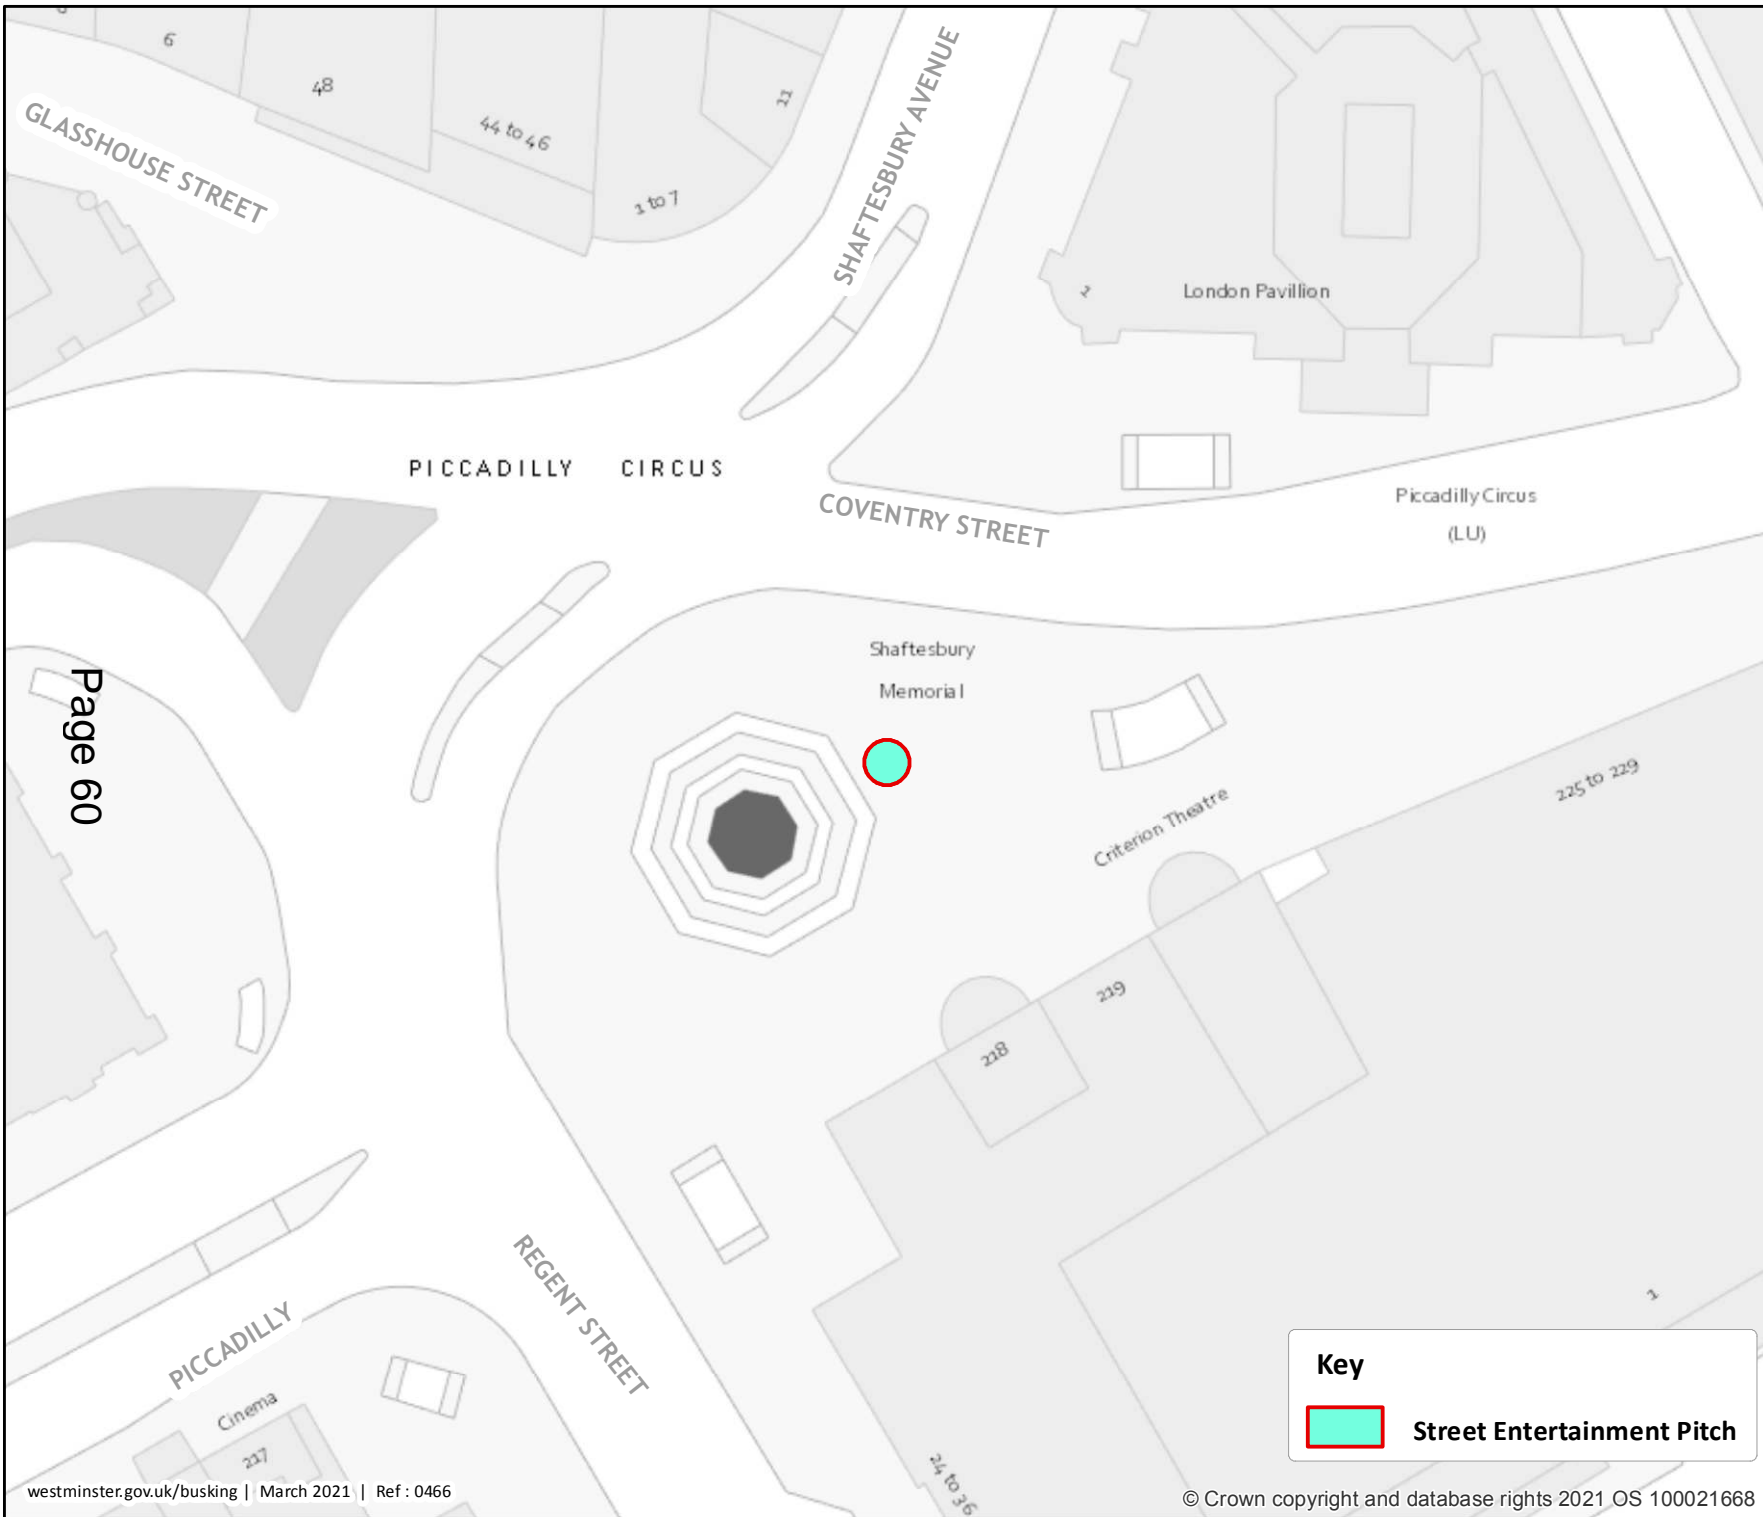 6
48
44 to 46
11
1 to 7
GLASSHOUSE STREET
SHAFTESBURY AVENUE
1
London Pavillion
PICCADILLY CIRCUS
COVENTRY STREET
Piccadilly Circus
(LU)
Shaftesbury
Memorial
Page 60
Criterion Theatre
225 to 229
219
218
REGENT STREET
PICCADILLY
Cinema
217
24 to 36
1
Key
Street Entertainment Pitch
westminster.gov.uk/busking | March 2021 | Ref : 0466
© Crown copyright and database rights 2021 OS 100021668